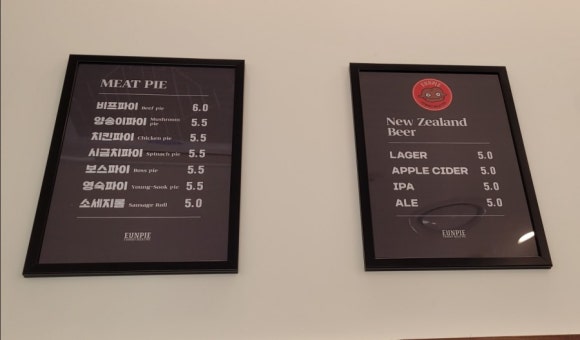 MEAT PIE
비프파이 Beef pie 6.0
양송이파이 Mushroom pie 5.5
치킨파이 Chicken pie 5.5
시금치파이 Spinach pie 5.5
보스파이 Boss pie 5.5
영숙파이 Young-Sook pie 5.5
소세지롤 Sausage Roll 5.0
EUNPIE
EUNPIE
New Zealand
Beer
LAGER 5.0
APPLE CIDER 5.0
IPA 5.0
ALE 5.0
EUNPIE